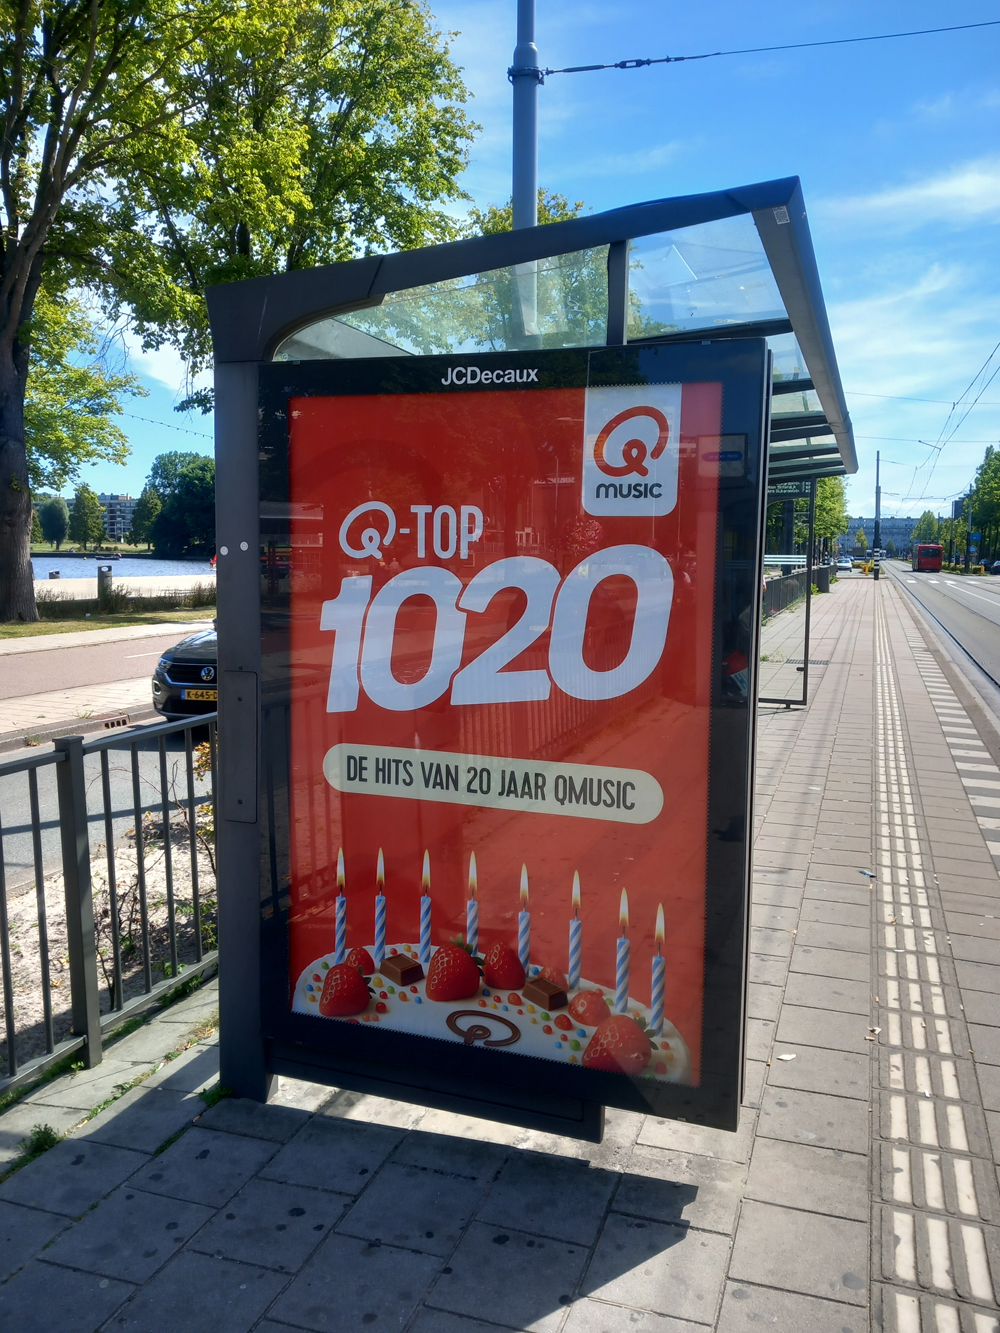 JCDecaux
Q
MUSIC
Q-TOP
1020
DE HITS VAN 20 JAAR QMUSIC